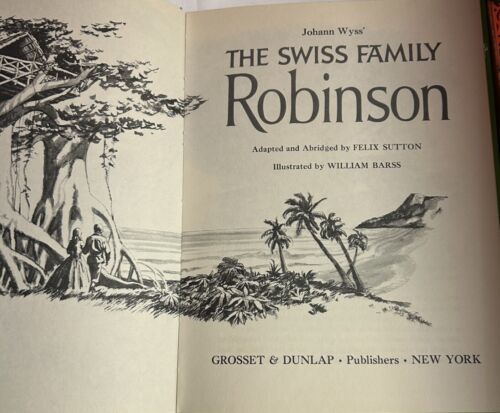 Johann Wyss'
THE SWISS FAMILY
Robinson
Adapted and Abridged by FELIX SUTTON
Illustrated by WILLIAM BARSS
GROSSET & DUNLAP • Publishers • NEW YORK